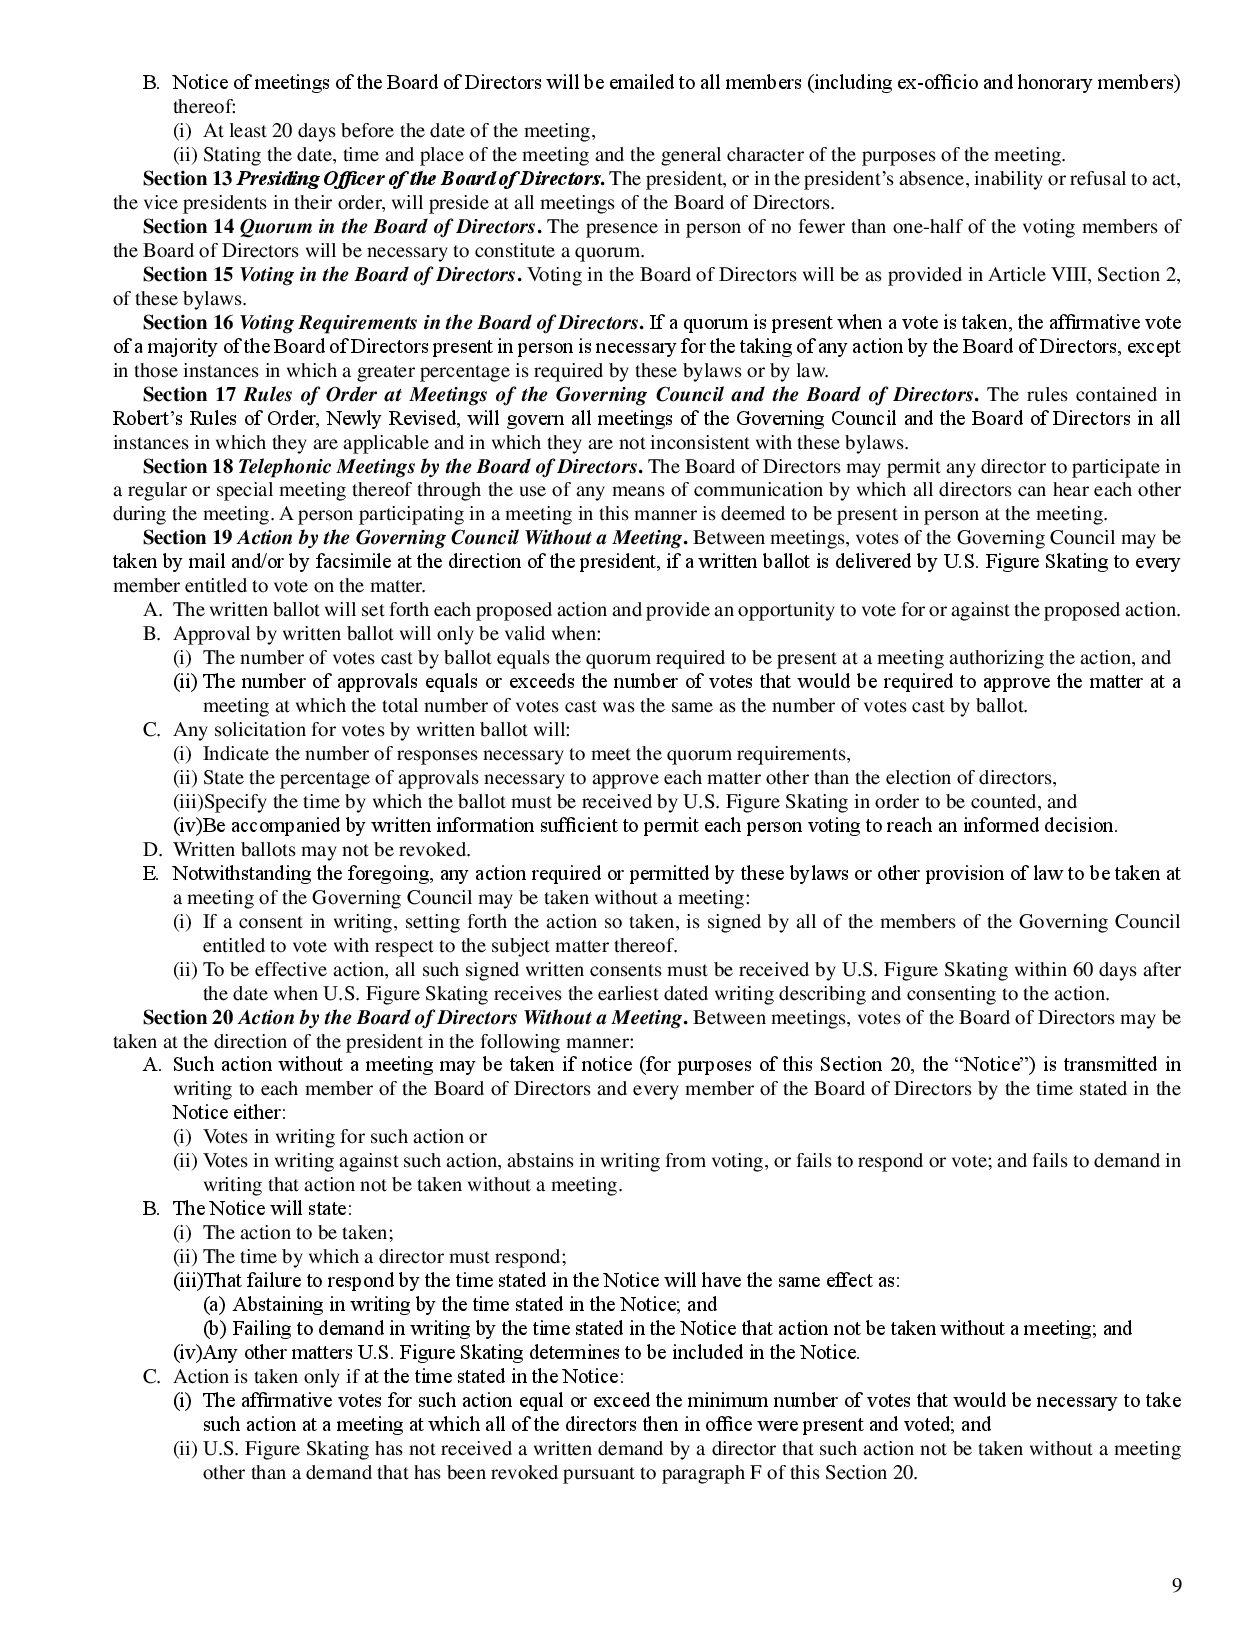 B. Notice of meetings of the Board of Directors will be emailed to all members (including ex-officio and honorary members)
thereof:
(i) At least 20 days before the date of the meeting,
(ii) Stating the date, time and place of the meeting and the general character of the purposes of the meeting.
Section 13 Presiding Officer of the Board of Directors. The president, or in the president’s absence, inability or refusal to act,
the vice presidents in their order, will preside at all meetings of the Board of Directors.
Section 14 Quorum in the Board of Directors. The presence in person of no fewer than one-half of the voting members of
the Board of Directors will be necessary to constitute a quorum.
Section 15 Voting in the Board of Directors. Voting in the Board of Directors will be as provided in Article VIII, Section 2,
of these bylaws.
Section 16 Voting Requirements in the Board of Directors. If a quorum is present when a vote is taken, the affirmative vote
of a majority of the Board of Directors present in person is necessary for the taking of any action by the Board of Directors, except
in those instances in which a greater percentage is required by these bylaws or by law.
Section 17 Rules of Order at Meetings of the Governing Council and the Board of Directors. The rules contained in
Robert’s Rules of Order, Newly Revised, will govern all meetings of the Governing Council and the Board of Directors in all
instances in which they are applicable and in which they are not inconsistent with these bylaws.
Section 18 Telephonic Meetings by the Board of Directors. The Board of Directors may permit any director to participate in
a regular or special meeting thereof through the use of any means of communication by which all directors can hear each other
during the meeting. A person participating in a meeting in this manner is deemed to be present in person at the meeting.
Section 19 Action by the Governing Council Without a Meeting. Between meetings, votes of the Governing Council may be
taken by mail and/or by facsimile at the direction of the president, if a written ballot is delivered by U.S. Figure Skating to every
member entitled to vote on the matter.
A. The written ballot will set forth each proposed action and provide an opportunity to vote for or against the proposed action.
B. Approval by written ballot will only be valid when:
(i) The number of votes cast by ballot equals the quorum required to be present at a meeting authorizing the action, and
(ii) The number of approvals equals or exceeds the number of votes that would be required to approve the matter at a
meeting at which the total number of votes cast was the same as the number of votes cast by ballot.
C. Any solicitation for votes by written ballot will:
(i) Indicate the number of responses necessary to meet the quorum requirements,
(ii) State the percentage of approvals necessary to approve each matter other than the election of directors,
(iii)Specify the time by which the ballot must be received by U.S. Figure Skating in order to be counted, and
(iv)Be accompanied by written information sufficient to permit each person voting to reach an informed decision.
D. Written ballots may not be revoked.
E. Notwithstanding the foregoing, any action required or permitted by these bylaws or other provision of law to be taken at
a meeting of the Governing Council may be taken without a meeting:
(i) If a consent in writing, setting forth the action so taken, is signed by all of the members of the Governing Council
entitled to vote with respect to the subject matter thereof.
(ii) To be effective action, all such signed written consents must be received by U.S. Figure Skating within 60 days after
the date when U.S. Figure Skating receives the earliest dated writing describing and consenting to the action.
Section 20 Action by the Board of Directors Without a Meeting. Between meetings, votes of the Board of Directors may be
taken at the direction of the president in the following manner:
A. Such action without a meeting may be taken if notice (for purposes of this Section 20, the “Notice”) is transmitted in
writing to each member of the Board of Directors and every member of the Board of Directors by the time stated in the
Notice either:
(i) Votes in writing for such action or
(ii) Votes in writing against such action, abstains in writing from voting, or fails to respond or vote; and fails to demand in
writing that action not be taken without a meeting.
B. The Notice will state:
(i) The action to be taken;
(ii) The time by which a director must respond;
(iii)That failure to respond by the time stated in the Notice will have the same effect as:
(a) Abstaining in writing by the time stated in the Notice; and
(b) Failing to demand in writing by the time stated in the Notice that action not be taken without a meeting; and
(iv)Any other matters U.S. Figure Skating determines to be included in the Notice.
C. Action is taken only if at the time stated in the Notice:
(i) The affirmative votes for such action equal or exceed the minimum number of votes that would be necessary to take
such action at a meeting at which all of the directors then in office were present and voted; and
(ii) U.S. Figure Skating has not received a written demand by a director that such action not be taken without a meeting
other than a demand that has been revoked pursuant to paragraph F of this Section 20.
9